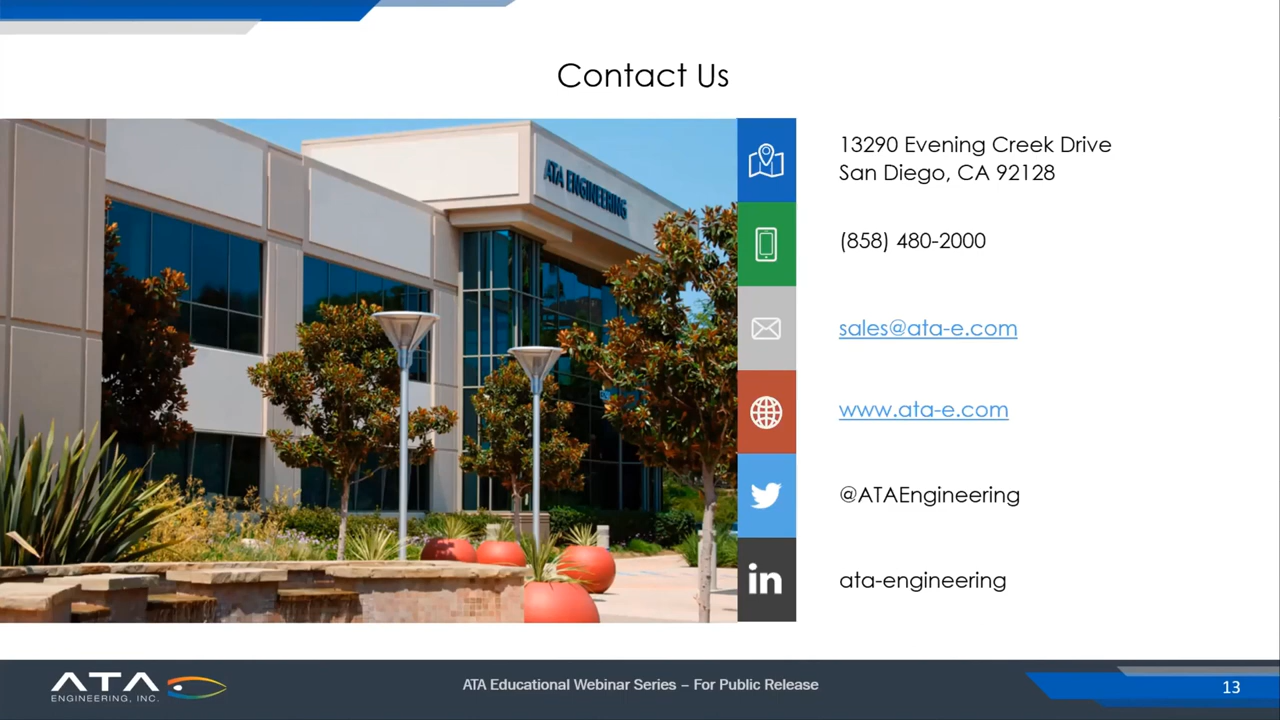 Contact Us
ATA ENGINEERING
13290 Evening Creek Drive
San Diego, CA 92128
(858) 480-2000
sales@ata-e.com
www.ata-e.com
@ATAEngineering
in
ata-engineering
ATA
ENGINEERING, INC.
ATA Educational Webinar Series – For Public Release
13